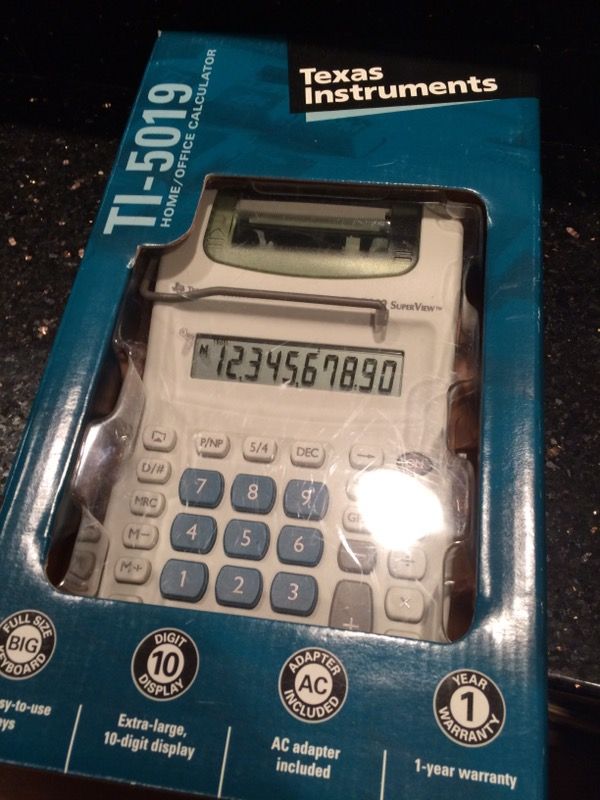 Texas
Instruments
TI-5019
HOME/OFFICE CALCULATOR
SUPERVIEW™
M 12,345,678.90
P/NP 5/4 DEC →
D/#
7 8 9
MRC
4 5 6
M−
÷
1 2 3
M+
×
+
FULL SIZE
BIG
KEYBOARD
DIGIT
10
DISPLAY
Extra-large,
10-digit display
ADAPTER
AC
INCLUDED
AC adapter
included
YEAR
1
WARRANTY
1-year warranty